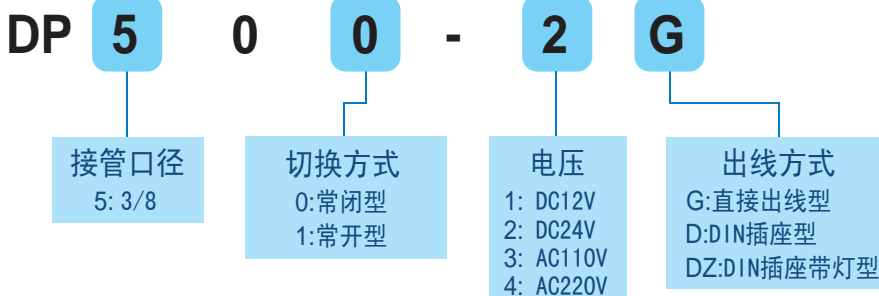 DP 5 0 0 - 2 G
接管口径
5: 3/8
切换方式
0:常闭型
1:常开型
电压
1: DC12V
2: DC24V
3: AC110V
4: AC220V
出线方式
G:直接出线型
D:DIN插座型
DZ:DIN插座带灯型